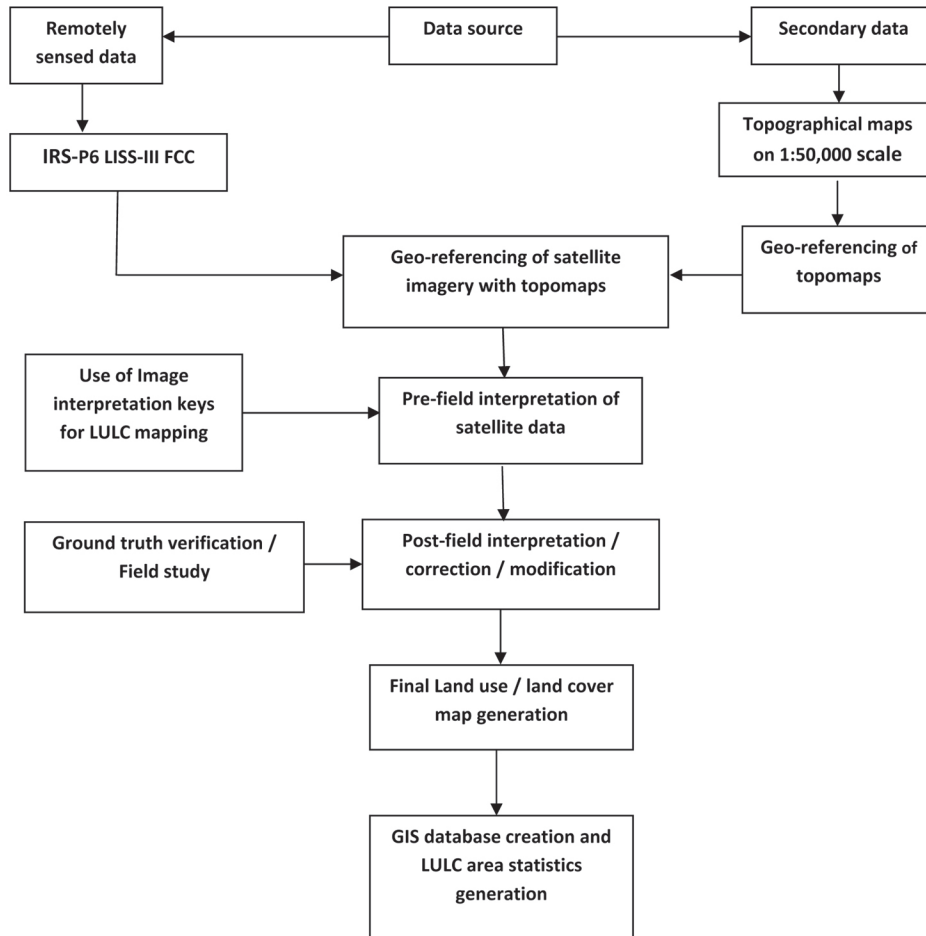 Remotely
sensed data
Data source
Secondary data
IRS-P6 LISS-III FCC
Topographical maps
on 1:50,000 scale
Geo-referencing of satellite
imagery with topomaps
Geo-referencing of
topomaps
Use of Image
interpretation keys
for LULC mapping
Pre-field interpretation of
satellite data
Ground truth verification /
Field study
Post-field interpretation /
correction / modification
Final Land use / land cover
map generation
GIS database creation and
LULC area statistics
generation